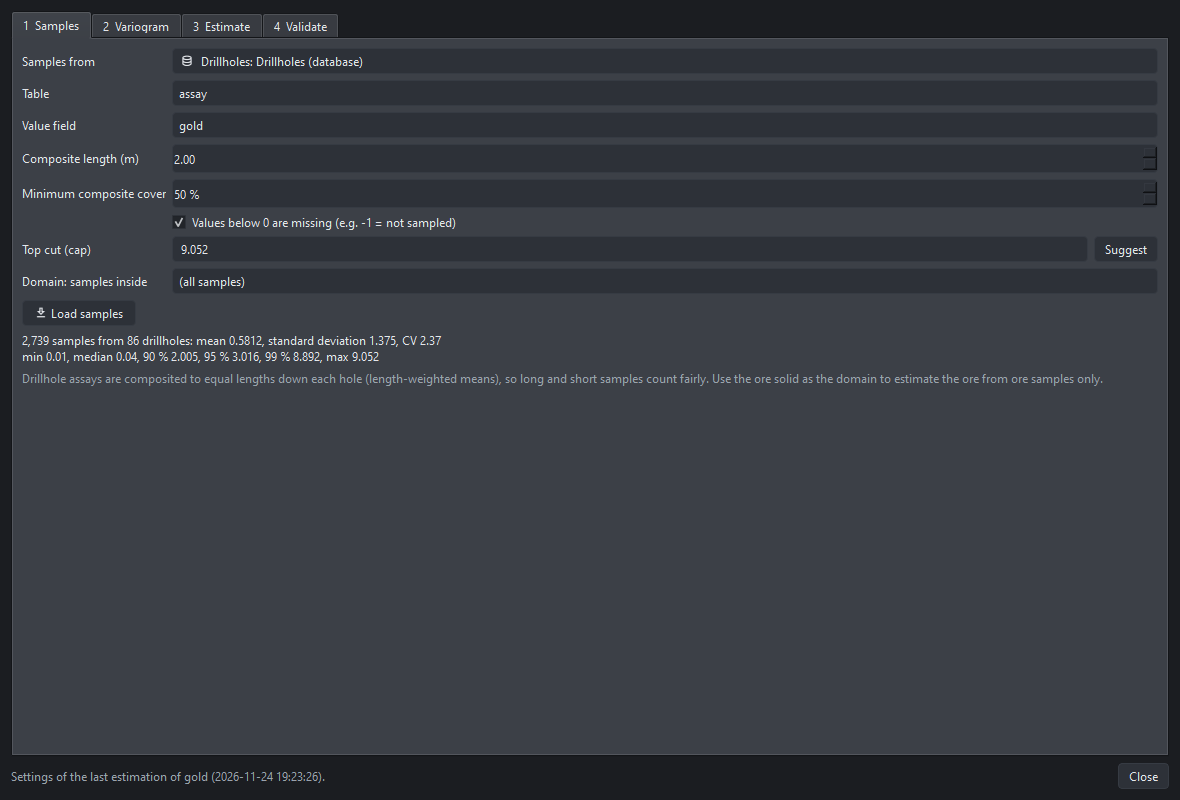 1 Samples
2 Variogram
3 Estimate
4 Validate
Samples from
Drillholes: Drillholes (database)
Table
assay
Value field
gold
Composite length (m)
2.00
Minimum composite cover
50 %
Values below 0 are missing (e.g. -1 = not sampled)
Top cut (cap)
9.052
Suggest
Domain: samples inside
(all samples)
Load samples
2,739 samples from 86 drillholes: mean 0.5812, standard deviation 1.375, CV 2.37
min 0.01, median 0.04, 90 % 2.005, 95 % 3.016, 99 % 8.892, max 9.052
Drillhole assays are composited to equal lengths down each hole (length-weighted means), so long and short samples count fairly. Use the ore solid as the domain to estimate the ore from ore samples only.
Settings of the last estimation of gold (2026-11-24 19:23:26).
Close